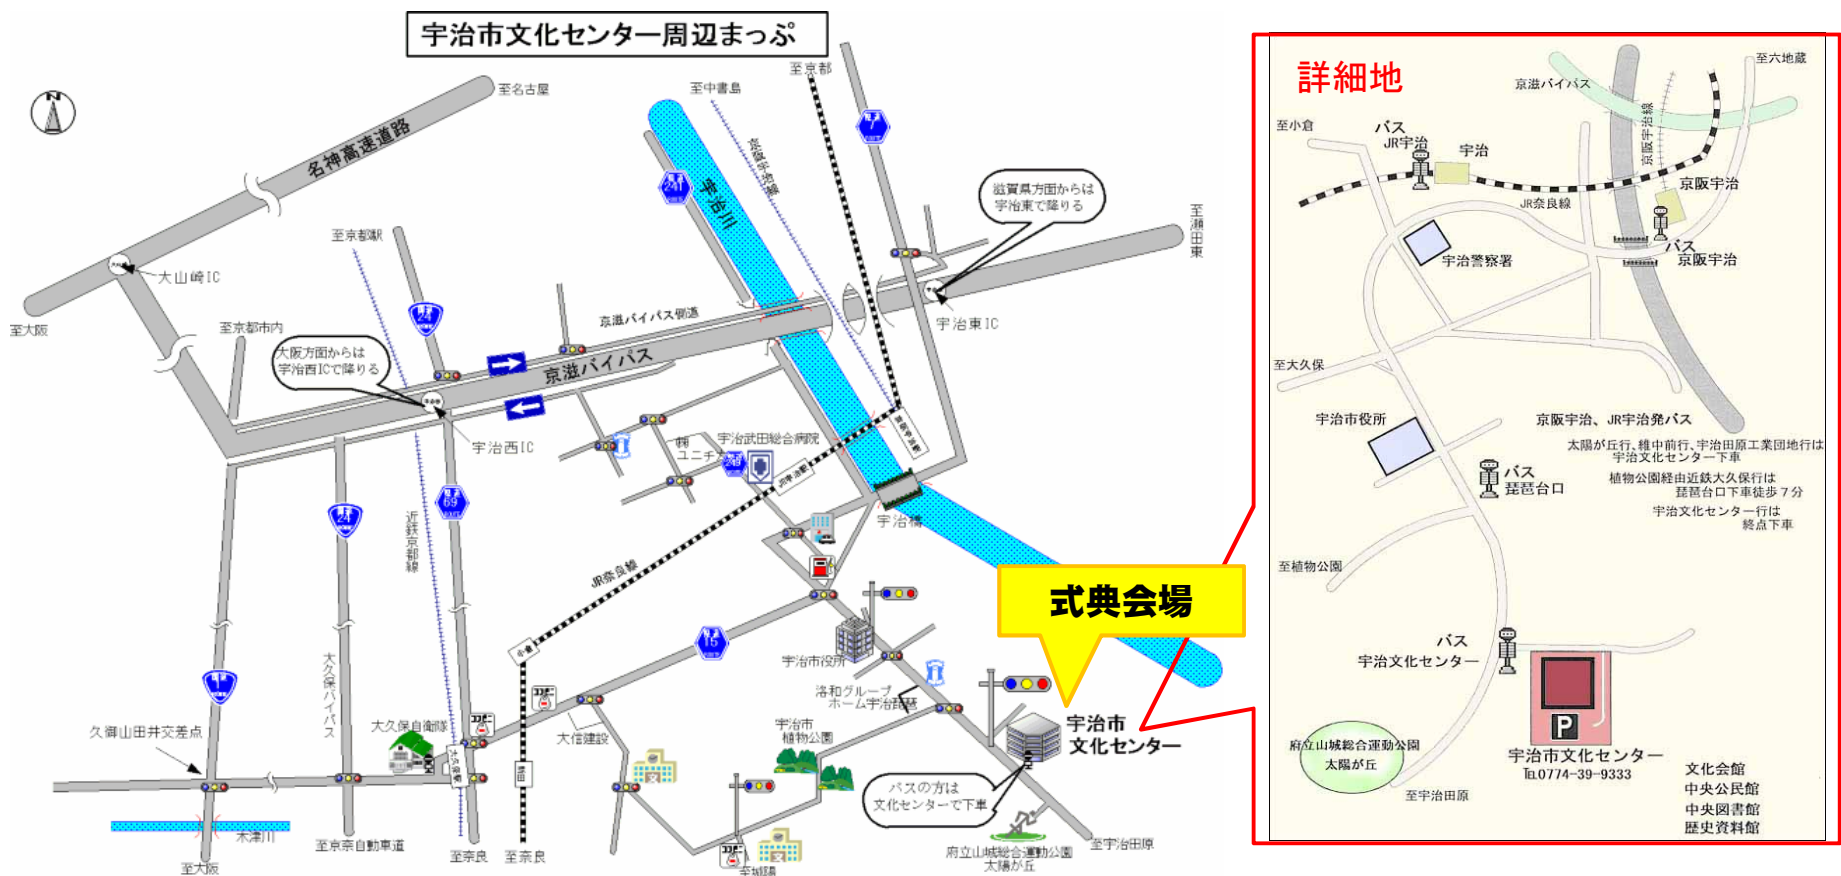 宇治市文化センター周辺まっぷ
N
至名古屋
名神高速道路
大山崎IC
至大阪
至京都駅
至京都市内
大阪方面からは
宇治西ICで降りる
宇治西IC
京滋バイパス側道
京滋バイパス
至中書島
至京都
宇治川
241
7
滋賀県方面からは
宇治東で降りる
至瀬田東
宇治東IC
24
24
69
15
1
近鉄京都線
大久保バイパス
㈱
ユニチカ
宇治武田総合病院
JR宇治駅
宇治橋
JR奈良線
小倉
新田
宇治市役所
洛和グループ
ホーム宇治琵琶
宇治市
植物公園
大信建設
大久保自衛隊
大久保駅
久御山田井交差点
木津川
至大阪
至京奈自動車道
至奈良
至奈良
至城陽
バスの方は
文化センターで下車
府立山城総合運動公園
太陽が丘
至宇治田原
宇治市
文化センター
式典会場
詳細地
至六地蔵
京滋バイパス
京阪宇治線
至小倉
バス
JR宇治
宇治
JR奈良線
京阪宇治
バス
京阪宇治
宇治警察署
至大久保
宇治市役所
京阪宇治、JR宇治発バス
太陽が丘行、維中前行、宇治田原工業団地行は
宇治文化センター下車
植物公園経由近鉄大久保行は
琵琶台口下車徒歩7分
宇治文化センター行は
終点下車
バス
琵琶台口
至植物公園
バス
宇治文化センター
P
府立山城総合運動公園
太陽が丘
至宇治田原
宇治市文化センター
℡0774-39-9333
文化会館
中央公民館
中央図書館
歴史資料館